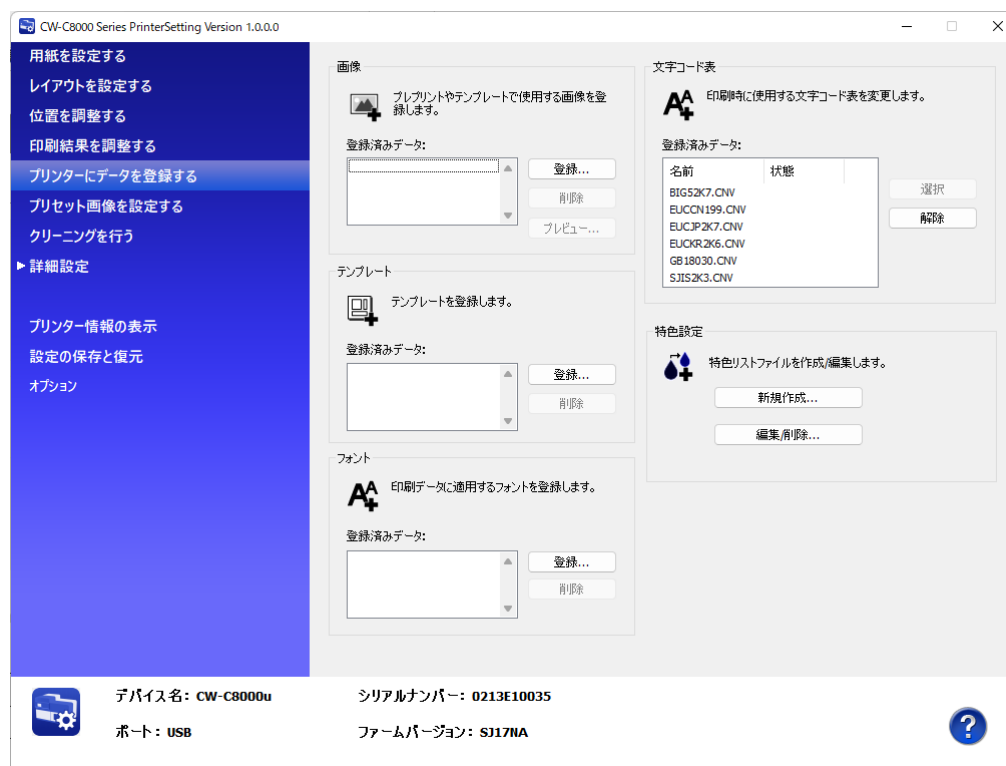 CW-C8000 Series PrinterSetting Version 1.0.0.0
用紙を設定する
レイアウトを設定する
位置を調整する
印刷結果を調整する
プリンターにデータを登録する
プリセット画像を設定する
クリーニングを行う
詳細設定
プリンター情報の表示
設定の保存と復元
オプション
画像
プレプリントやテンプレートで使用する画像を登
録します。
登録済みデータ:
登録...
削除
プレビュー...
テンプレート
テンプレートを登録します。
登録済みデータ:
登録...
削除
フォント
印刷データに適用するフォントを登録します。
登録済みデータ:
登録...
削除
文字コード表
印刷時に使用する文字コード表を変更します。
登録済みデータ:
名前 状態
BIG52K7.CNV
EUCCN199.CNV
EUCJP2K7.CNV
EUCKR2K6.CNV
GB18030.CNV
SJIS2K3.CNV
選択
解除
特色設定
特色リストファイルを作成/編集します。
新規作成...
編集/削除...
デバイス名: CW-C8000u
シリアルナンバー: 0213E10035
ポート: USB
ファームバージョン: SJ17NA
?